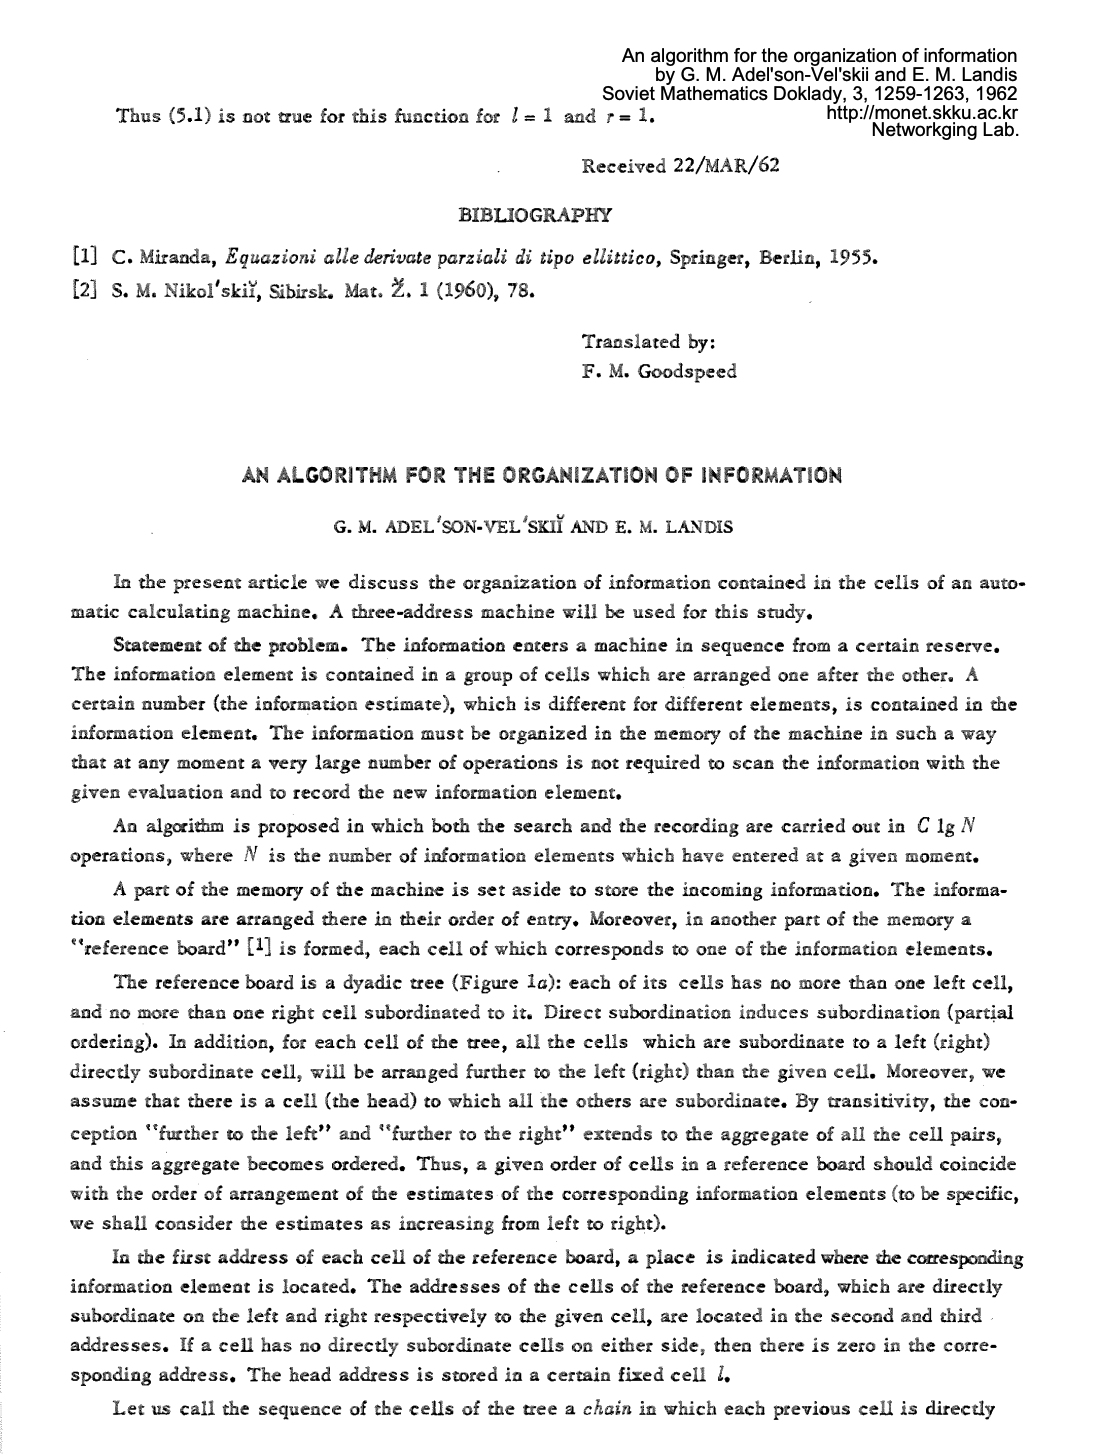 An algorithm for the organization of information
by G. M. Adel'son-Vel'skii and E. M. Landis
Soviet Mathematics Doklady, 3, 1259-1263, 1962
http://monet.skku.ac.kr
Networkging Lab.
Thus (5.1) is not true for this function for l = 1 and r = 1.
Received 22/MAR/62
BIBLIOGRAPHY
[1] C. Miranda, Equazioni alle derivate parziali di tipo ellittico, Springer, Berlin, 1955.
[2] S. M. Nikol'skiĭ, Sibirsk. Mat. Ž. 1 (1960), 78.
Translated by:
F. M. Goodspeed
AN ALGORITHM FOR THE ORGANIZATION OF INFORMATION
G. M. ADEL'SON-VEL'SKIĬ AND E. M. LANDIS
In the present article we discuss the organization of information contained in the cells of an auto-
matic calculating machine. A three-address machine will be used for this study.
Statement of the problem. The information enters a machine in sequence from a certain reserve.
The information element is contained in a group of cells which are arranged one after the other. A
certain number (the information estimate), which is different for different elements, is contained in the
information element. The information must be organized in the memory of the machine in such a way
that at any moment a very large number of operations is not required to scan the information with the
given evaluation and to record the new information element.
An algorithm is proposed in which both the search and the recording are carried out in C lg N
operations, where N is the number of information elements which have entered at a given moment.
A part of the memory of the machine is set aside to store the incoming information. The informa-
tion elements are arranged there in their order of entry. Moreover, in another part of the memory a
"reference board" [1] is formed, each cell of which corresponds to one of the information elements.
The reference board is a dyadic tree (Figure 1a): each of its cells has no more than one left cell,
and no more than one right cell subordinated to it. Direct subordination induces subordination (partial
ordering). In addition, for each cell of the tree, all the cells which are subordinate to a left (right)
directly subordinate cell, will be arranged further to the left (right) than the given cell. Moreover, we
assume that there is a cell (the head) to which all the others are subordinate. By transitivity, the con-
ception "further to the left" and "further to the right" extends to the aggregate of all the cell pairs,
and this aggregate becomes ordered. Thus, a given order of cells in a reference board should coincide
with the order of arrangement of the estimates of the corresponding information elements (to be specific,
we shall consider the estimates as increasing from left to right).
In the first address of each cell of the reference board, a place is indicated where the corresponding
information element is located. The addresses of the cells of the reference board, which are directly
subordinate on the left and right respectively to the given cell, are located in the second and third
addresses. If a cell has no directly subordinate cells on either side, then there is zero in the corre-
sponding address. The head address is stored in a certain fixed cell l.
Let us call the sequence of the cells of the tree a chain in which each previous cell is directly